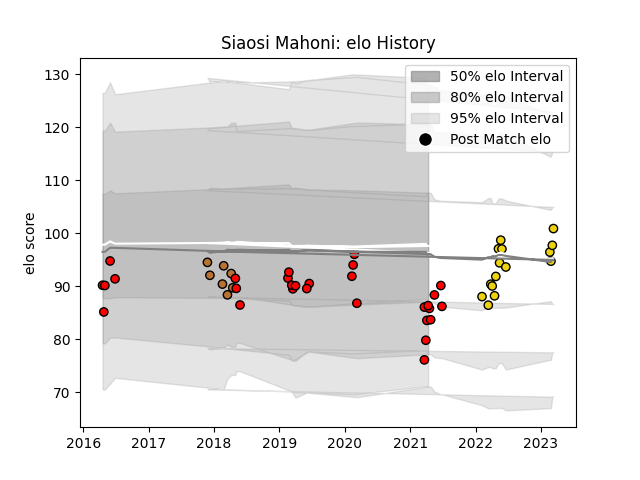 Siaosi Mahoni: elo History
50% elo Interval
80% elo Interval
95% elo Interval
Post Match elo
elo score
130
120
110
100
90
80
70
2016 2017 2018 2019 2020 2021 2022 2023